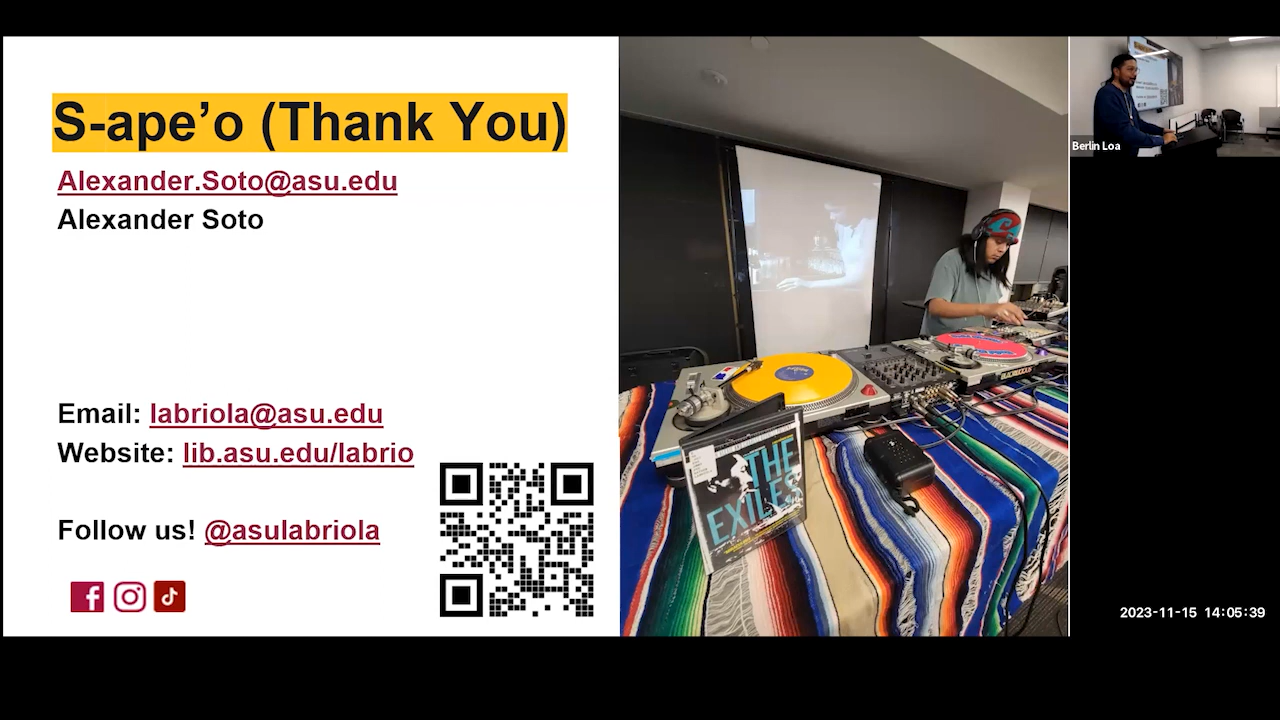 S-ape’o (Thank You)
Alexander.Soto@asu.edu
Alexander Soto
Email: labriola@asu.edu
Website: lib.asu.edu/labrio
Follow us! @asulabriola
THE
EXILES
Berlin Loa
2023-11-15 14:05:39